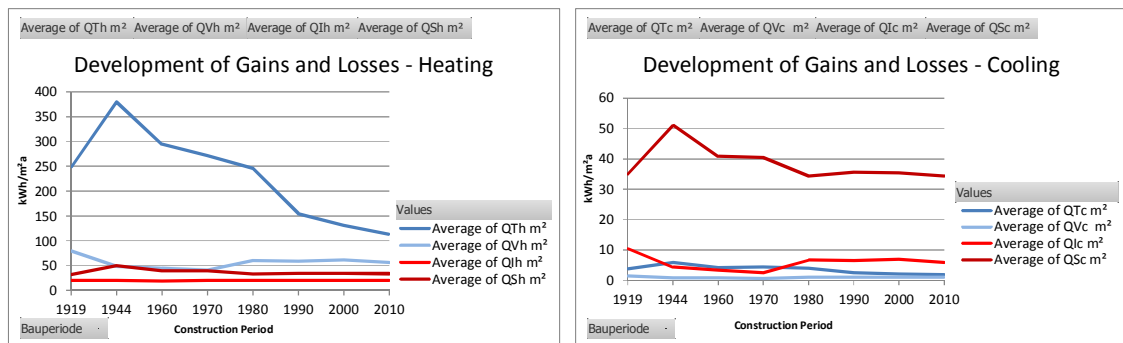 Average of QTh m² Average of QVh m² Average of QIh m² Average of QSh m²
Development of Gains and Losses - Heating
kWh/m²a
400
350
300
250
200
150
100
50
0
1919 1944 1960 1970 1980 1990 2000 2010
Construction Period
Values
Average of QTh m²
Average of QVh m²
Average of QIh m²
Average of QSh m²
Bauperiode
Average of QTc m² Average of QVc m² Average of QIc m² Average of QSc m²
Development of Gains and Losses - Cooling
kWh/m²a
60
50
40
30
20
10
0
1919 1944 1960 1970 1980 1990 2000 2010
Construction Period
Values
Average of QTc m²
Average of QVc m²
Average of QIc m²
Average of QSc m²
Bauperiode